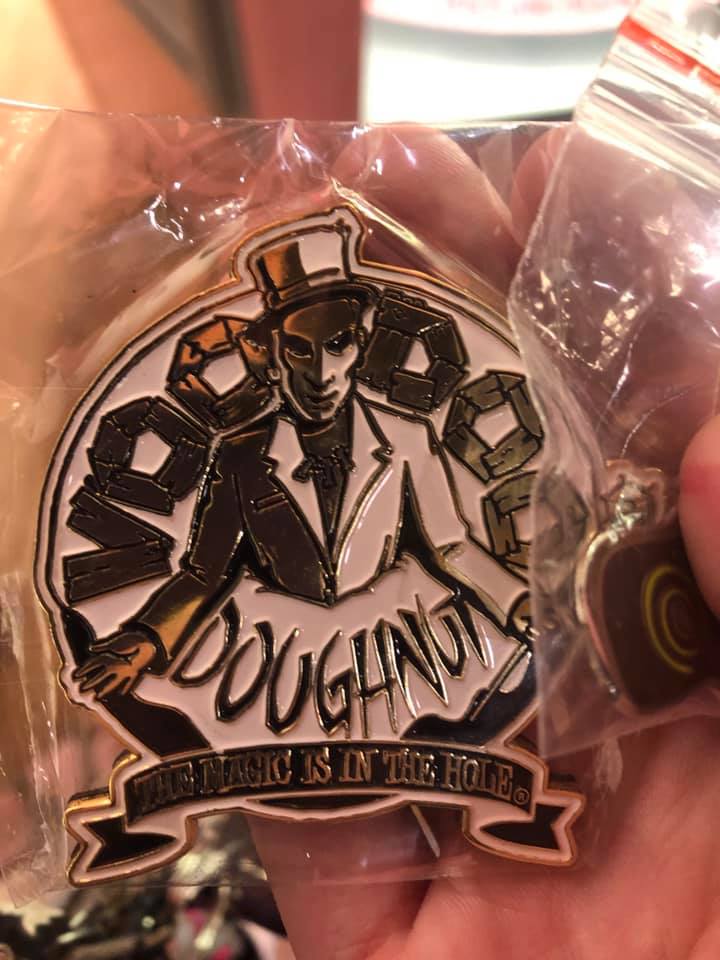 VOODOO
DOUGHNUT
THE MAGIC IS IN THE HOLE®